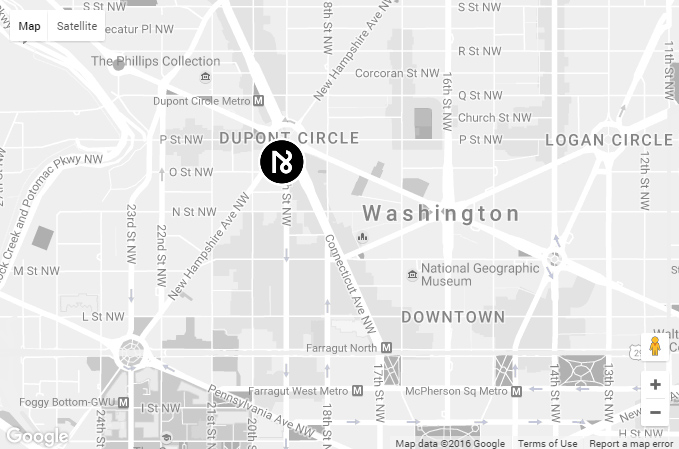 S St NW
S St NW
Map
Satellite
Decatur Pl NW
18th St NW
New Hampshire Ave NW
R St NW
11th St NW
The Phillips Collection
Corcoran St NW
16th St NW
Q St NW
Dupont Circle Metro M
Church St NW
P St NW
DUPONT CIRCLE
P St NW
LOGAN CIRCLE
Rock Creek and Potomac Pkwy NW
O St NW
12th St NW
N St NW
New Hampshire Ave NW
Washington
23rd St NW
22nd St NW
Connecticut Ave NW
M St NW
National Geographic
Museum
L St NW
DOWNTOWN
Farragut North M
29
17th St NW
14th St NW
13th St NW
Farragut West Metro M
McPherson Sq Metro M
Pennsylvania Ave NW
Foggy Bottom-GWU M
I St NW
24th St
21st St
20th St
18th St
H St NW
+
−
Google
Map data ©2016 Google
Terms of Use
Report a map error